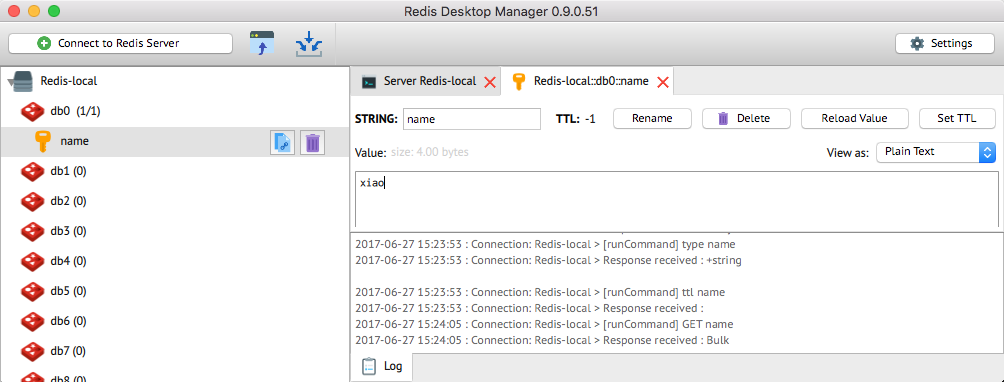 Redis Desktop Manager 0.9.0.51
Connect to Redis Server
Settings
Redis-local
db0 (1/1)
name
db1 (0)
db2 (0)
db3 (0)
db4 (0)
db5 (0)
db6 (0)
db7 (0)
db8 (0)
Server Redis-local
Redis-local::db0::name
STRING: name TTL: -1 Rename Delete Reload Value Set TTL
Value: size: 4.00 bytes View as: Plain Text
xiao
2017-06-27 15:23:53 : Connection: Redis-local > [runCommand] type name
2017-06-27 15:23:53 : Connection: Redis-local > Response received : +string
2017-06-27 15:23:53 : Connection: Redis-local > [runCommand] ttl name
2017-06-27 15:23:53 : Connection: Redis-local > Response received :
2017-06-27 15:24:05 : Connection: Redis-local > [runCommand] GET name
2017-06-27 15:24:05 : Connection: Redis-local > Response received : Bulk
Log